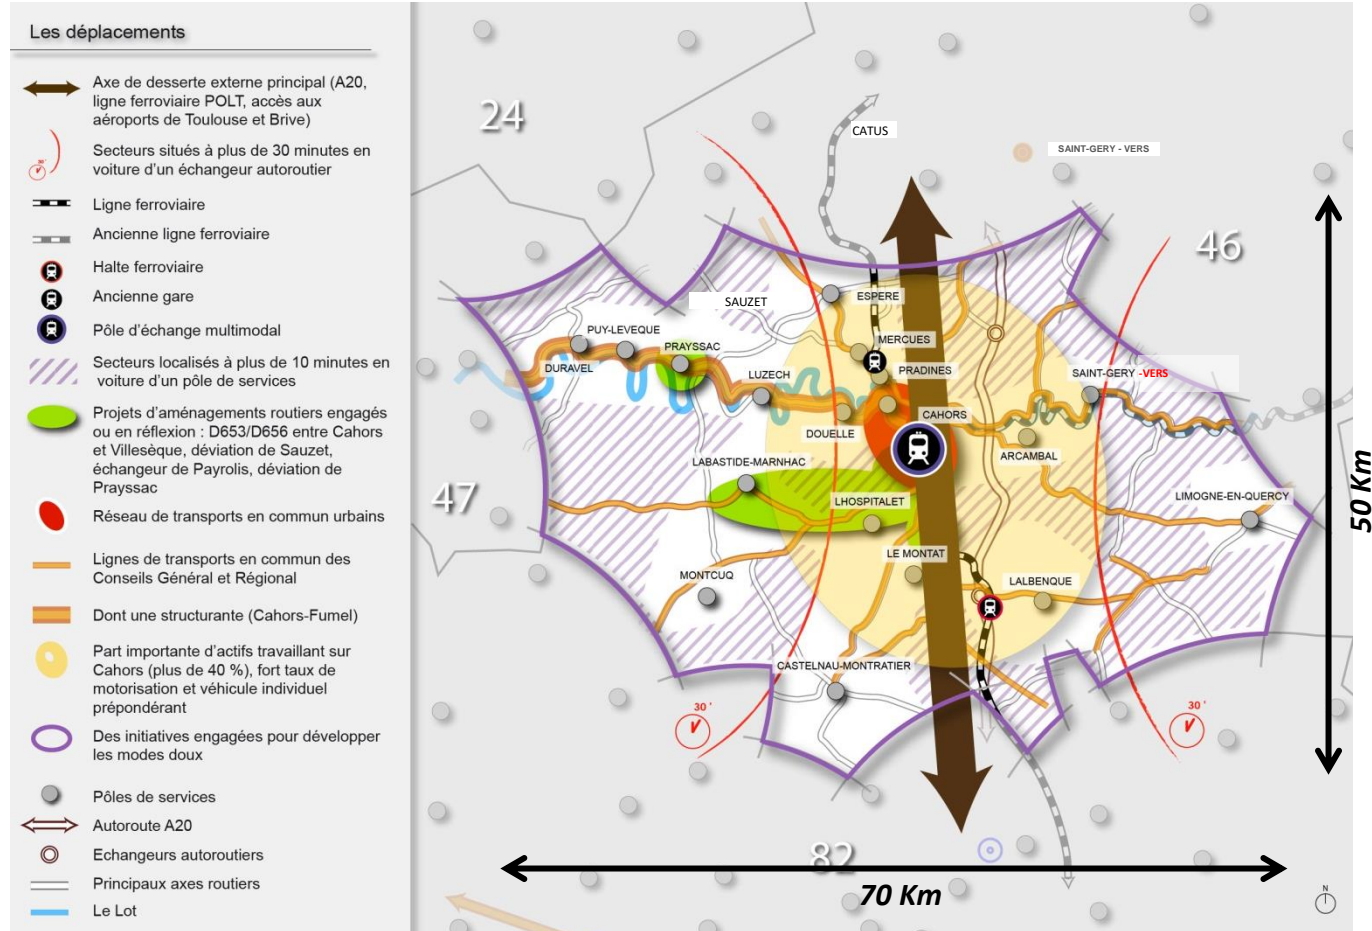 Les déplacements
Axe de desserte externe principal (A20,
ligne ferroviaire POLT, accès aux
aéroports de Toulouse et Brive)
30'
Secteurs situés à plus de 30 minutes en
voiture d'un échangeur autoroutier
Ligne ferroviaire
Ancienne ligne ferroviaire
Halte ferroviaire
Ancienne gare
Pôle d'échange multimodal
Secteurs localisés à plus de 10 minutes en
voiture d'un pôle de services
Projets d'aménagements routiers engagés
ou en réflexion : D653/D656 entre Cahors
et Villesèque, déviation de Sauzet,
échangeur de Payrolis, déviation de
Prayssac
Réseau de transports en commun urbains
Lignes de transports en commun des
Conseils Général et Régional
Dont une structurante (Cahors-Fumel)
Part importante d'actifs travaillant sur
Cahors (plus de 40 %), fort taux de
motorisation et véhicule individuel
prépondérant
Des initiatives engagées pour développer
les modes doux
Pôles de services
Autoroute A20
Echangeurs autoroutiers
Principaux axes routiers
Le Lot
24
CATUS
SAINT-GERY - VERS
46
SAUZET
ESPERE
PUY-LEVEQUE
PRAYSSAC
MERCUES
DURAVEL
LUZECH
PRADINES
SAINT-GERY -VERS
CAHORS
DOUELLE
ARCAMBAL
LABASTIDE-MARNHAC
47
LHOSPITALET
LIMOGNE-EN-QUERCY
50 Km
LE MONTAT
MONTCUQ
LALBENQUE
CASTELNAU-MONTRATIER
30 '
30 '
82
70 Km
N